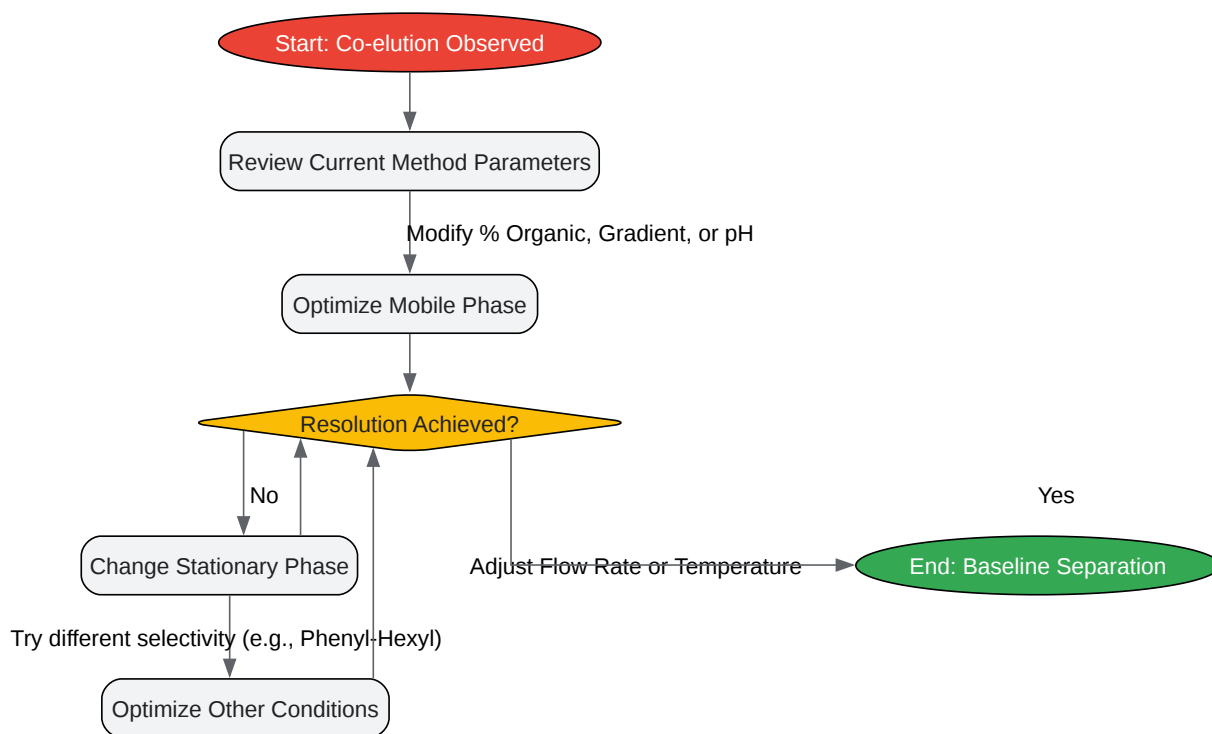 Start: Co-elution Observed
Review Current Method Parameters
Modify % Organic, Gradient, or pH
Optimize Mobile Phase
Resolution Achieved?
No
Yes
Change Stationary Phase
Adjust Flow Rate or Temperature
End: Baseline Separation
Try different selectivity (e.g., Phenyl-Hexyl)
Optimize Other Conditions